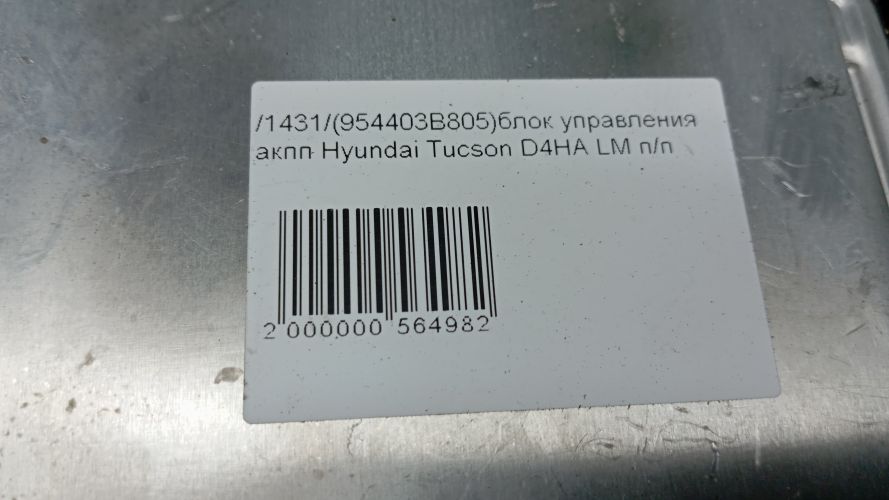 /1431/(954403B805)блок управления
акпп Hyundai Tucson D4HA LM п/п
2 000000 564982